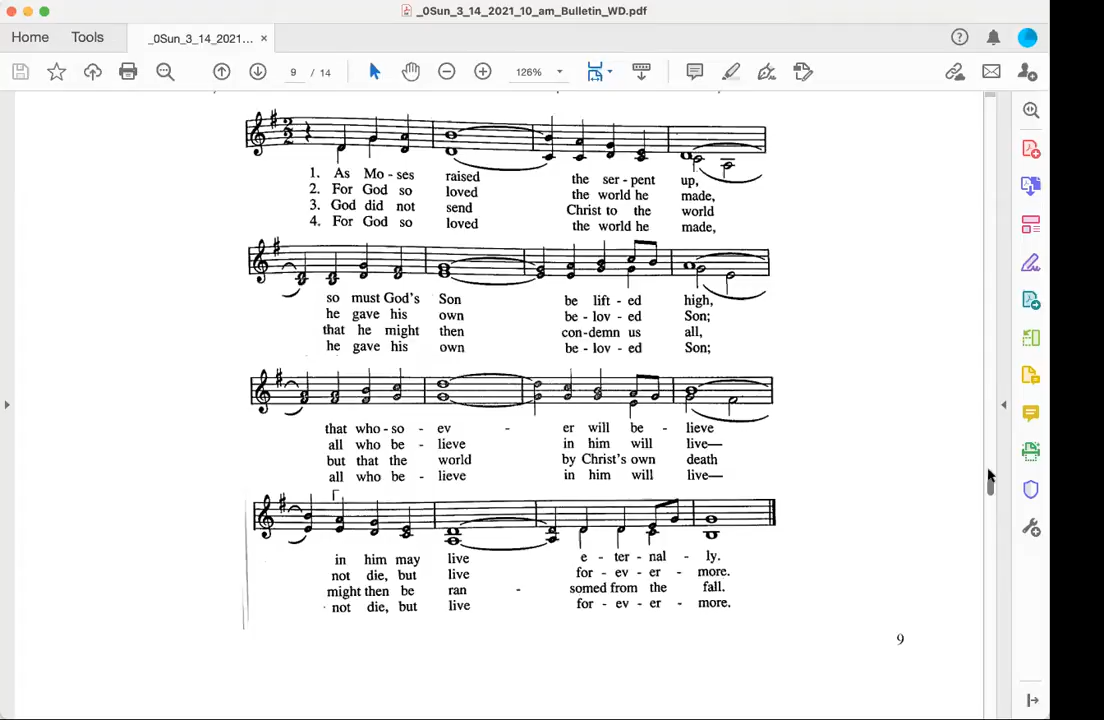 _0Sun_3_14_2021_10_am_Bulletin_WD.pdf
Home Tools _0Sun_3_14_2021... ×
9 / 14 126%
1. As Mo - ses raised the ser - pent up,
2. For God so loved the world he made,
3. God did not send Christ to the world
4. For God so loved the world he made,
so must God's Son be lift - ed high,
he gave his own be - lov - ed Son;
that he might then con-demn us all,
he gave his own be - lov - ed Son;
that who - so - ev - er will be - lieve
all who be - lieve in him will live—
but that the world by Christ's own death
all who be - lieve in him will live—
in him may live e - ter - nal - ly.
not die, but live for - ev - er - more.
might then be ran - somed from the fall.
not die, but live for - ev - er - more.
9